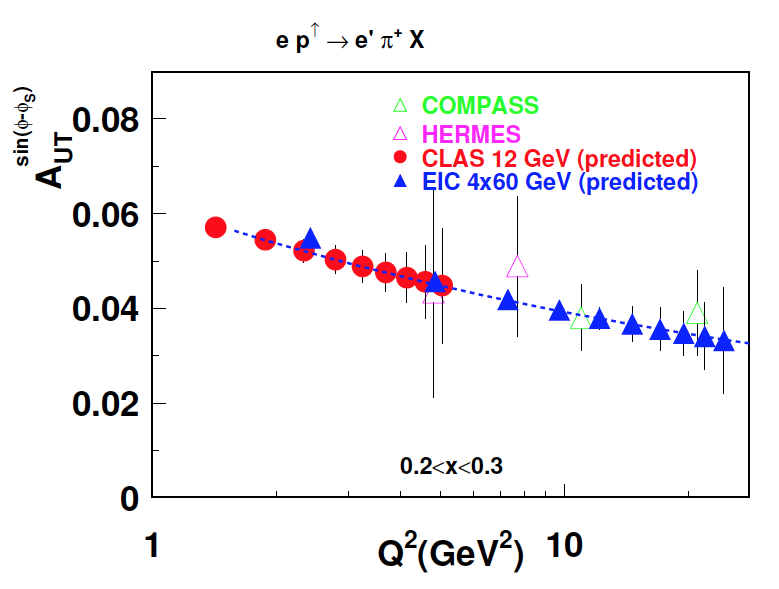 e p↑ → e' π+ X
A_UT^sin(ϕ-ϕ_S)
COMPASS
HERMES
CLAS 12 GeV (predicted)
EIC 4x60 GeV (predicted)
0.08
0.06
0.04
0.02
0
0.2<x<0.3
1
10
Q²(GeV²)